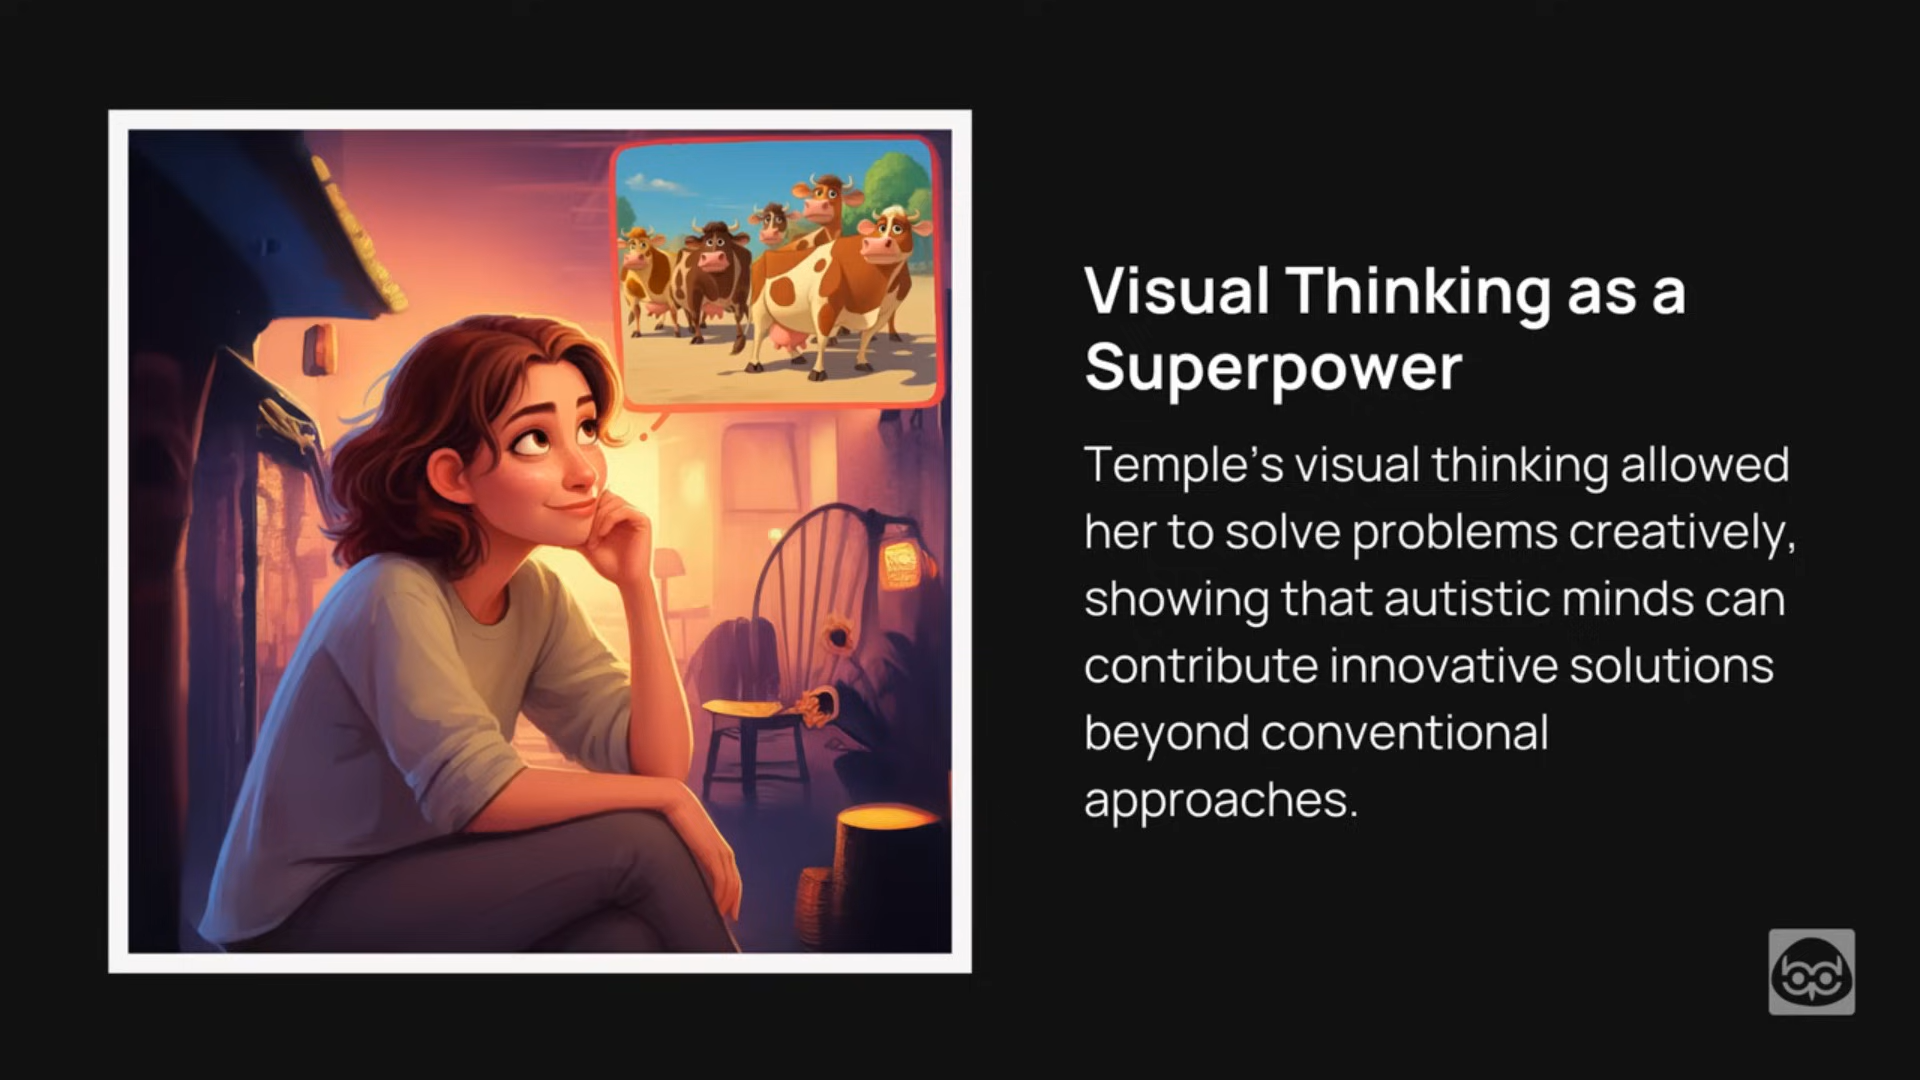 Visual Thinking as a
Superpower
Temple’s visual thinking allowed
her to solve problems creatively,
showing that autistic minds can
contribute innovative solutions
beyond conventional
approaches.